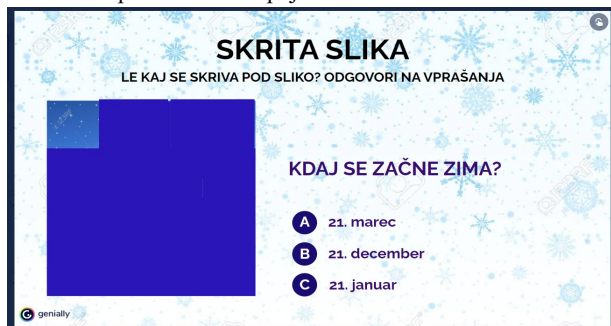 SKRITA SLIKA
LE KAJ SE SKRIVA POD SLIKO? ODGOVORI NA VPRAŠANJA
KDAJ SE ZAČNE ZIMA?
A 21. marec
B 21. december
C 21. januar
genially